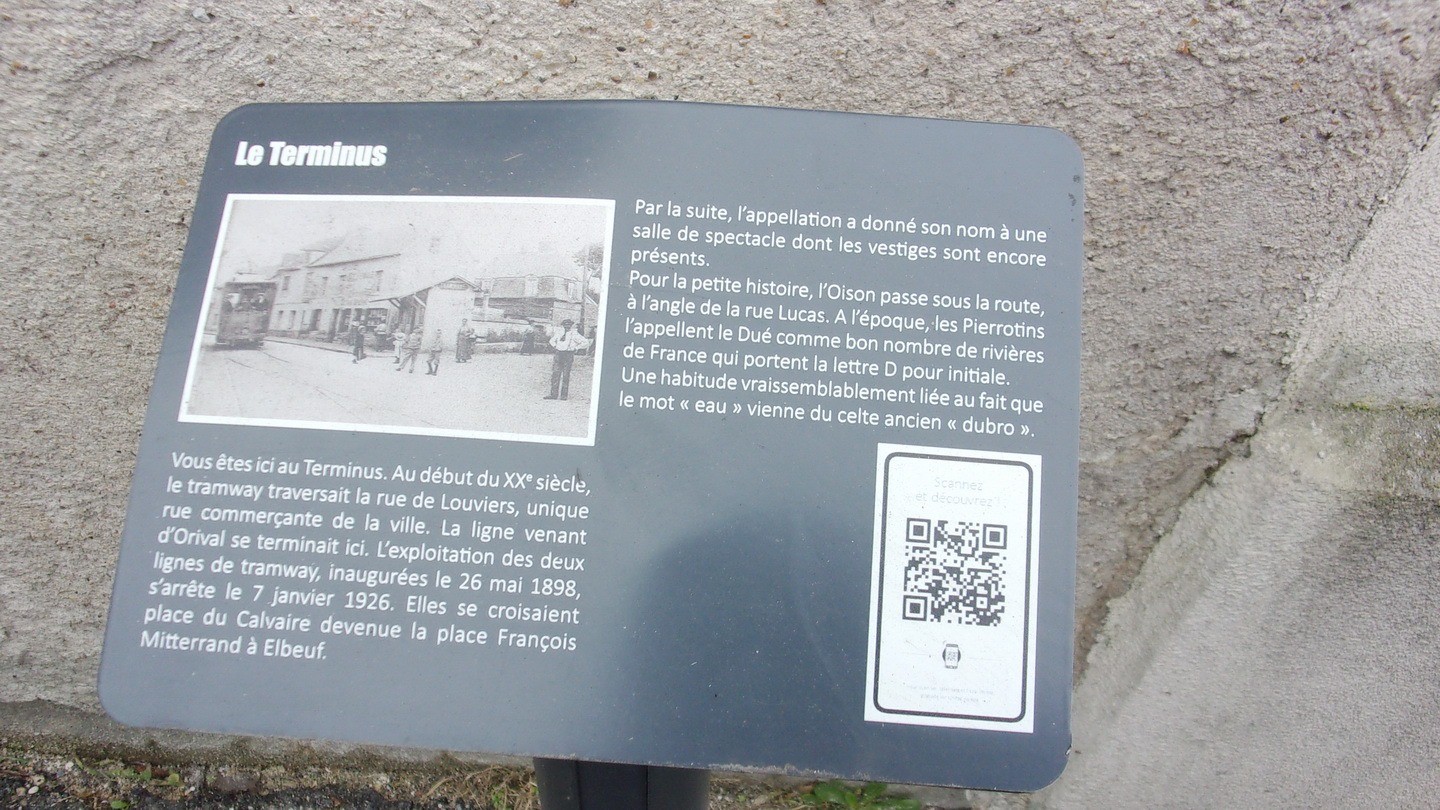 Le Terminus
Vous êtes ici au Terminus. Au début du XXe siècle,
le tramway traversait la rue de Louviers, unique
rue commerçante de la ville. La ligne venant
d'Orival se terminait ici. L'exploitation des deux
lignes de tramway, inaugurées le 26 mai 1898,
s'arrête le 7 janvier 1926. Elles se croisaient
place du Calvaire devenue la place François
Mitterrand à Elbeuf.
Par la suite, l'appellation a donné son nom à une
salle de spectacle dont les vestiges sont encore
présents.
Pour la petite histoire, l'Oison passe sous la route,
à l'angle de la rue Lucas. A l'époque, les Pierrotins
l'appellent le Dué comme bon nombre de rivières
de France qui portent la lettre D pour initiale.
Une habitude vraissemblablement liée au fait que
le mot « eau » vienne du celte ancien « dubro ».
Scannez
et découvrez